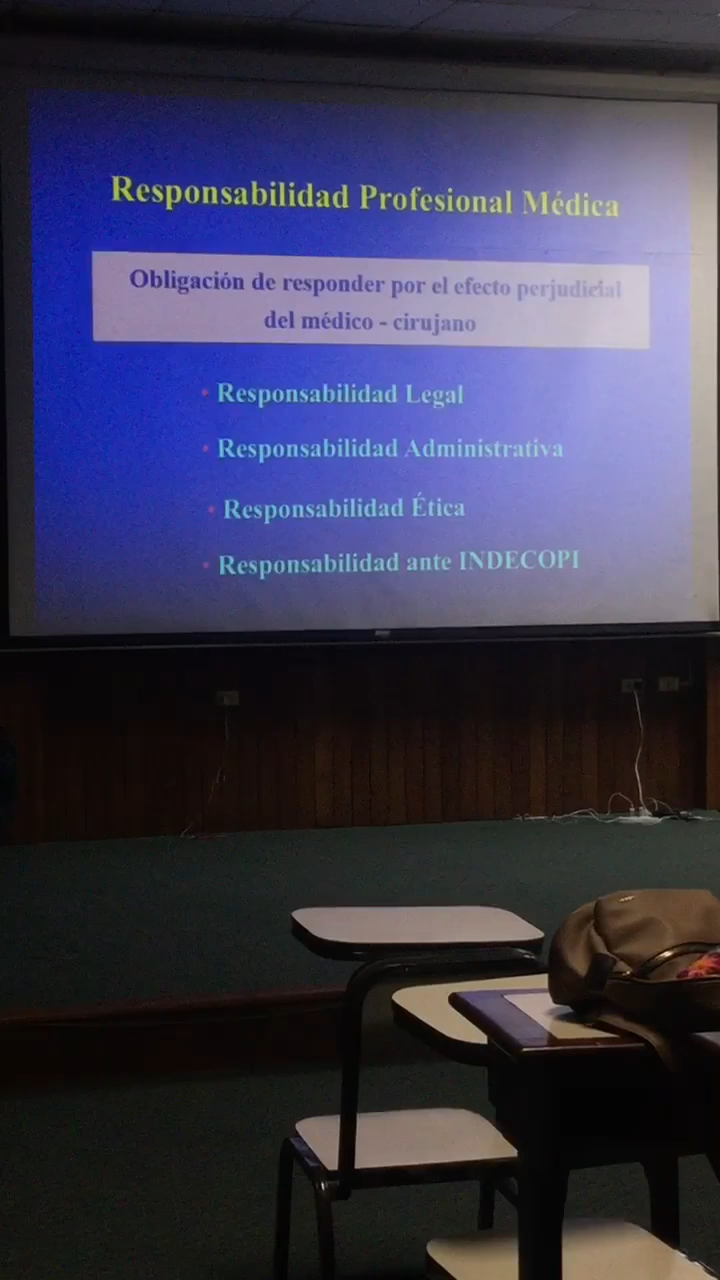 Responsabilidad Profesional Médica
Obligación de responder por el efecto perjudicial
del médico - cirujano
• Responsabilidad Legal
• Responsabilidad Administrativa
• Responsabilidad Ética
• Responsabilidad ante INDECOPI